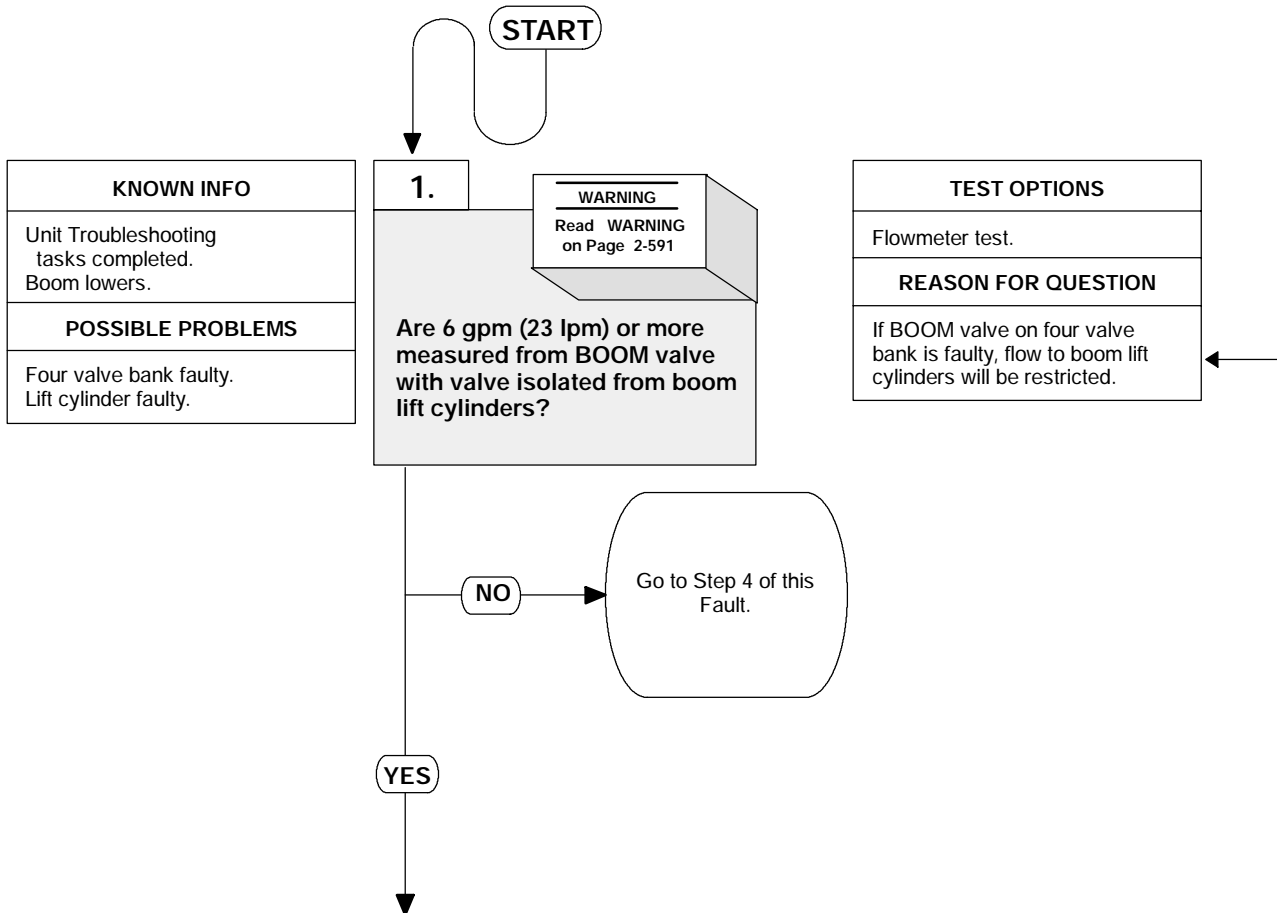 START
KNOWN INFO
Unit Troubleshooting
tasks completed.
Boom lowers.
POSSIBLE PROBLEMS
Four valve bank faulty.
Lift cylinder faulty.
1.
WARNING
Read WARNING
on Page 2-591
Are 6 gpm (23 lpm) or more
measured from BOOM valve
with valve isolated from boom
lift cylinders?
TEST OPTIONS
Flowmeter test.
REASON FOR QUESTION
If BOOM valve on four valve
bank is faulty, flow to boom lift
cylinders will be restricted.
NO
Go to Step 4 of this
Fault.
YES